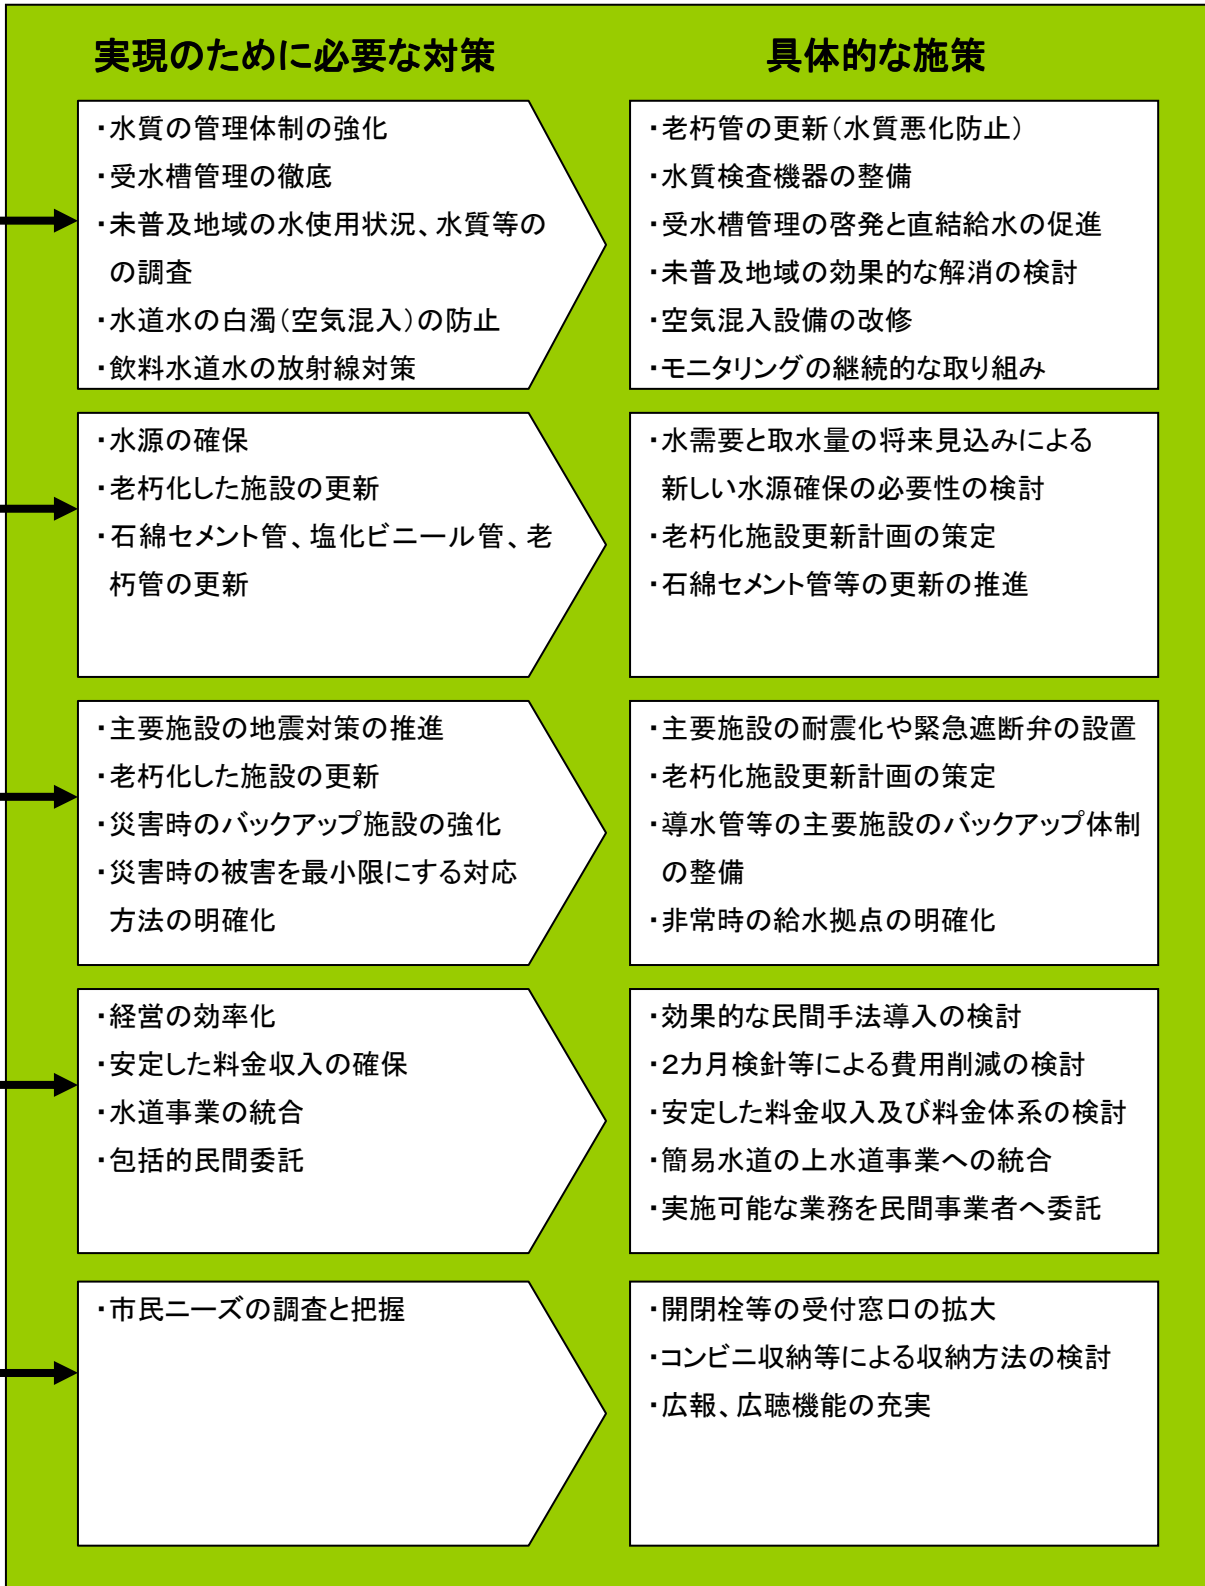 実現のために必要な対策
具体的な施策
・水質の管理体制の強化
・受水槽管理の徹底
・未普及地域の水使用状況、水質等の
の調査
・水道水の白濁（空気混入）の防止
・飲料水道水の放射線対策
・老朽管の更新（水質悪化防止）
・水質検査機器の整備
・受水槽管理の啓発と直結給水の促進
・未普及地域の効果的な解消の検討
・空気混入設備の改修
・モニタリングの継続的な取り組み
・水源の確保
・老朽化した施設の更新
・石綿セメント管、塩化ビニール管、老
朽管の更新
・水需要と取水量の将来見込みによる
新しい水源確保の必要性の検討
・老朽化施設更新計画の策定
・石綿セメント管等の更新の推進
・主要施設の地震対策の推進
・老朽化した施設の更新
・災害時のバックアップ施設の強化
・災害時の被害を最小限にする対応
方法の明確化
・主要施設の耐震化や緊急遮断弁の設置
・老朽化施設更新計画の策定
・導水管等の主要施設のバックアップ体制
の整備
・非常時の給水拠点の明確化
・経営の効率化
・安定した料金収入の確保
・水道事業の統合
・包括的民間委託
・効果的な民間手法導入の検討
・２カ月検針等による費用削減の検討
・安定した料金収入及び料金体系の検討
・簡易水道の上水道事業への統合
・実施可能な業務を民間事業者へ委託
・市民ニーズの調査と把握
・開閉栓等の受付窓口の拡大
・コンビニ収納等による収納方法の検討
・広報、広聴機能の充実